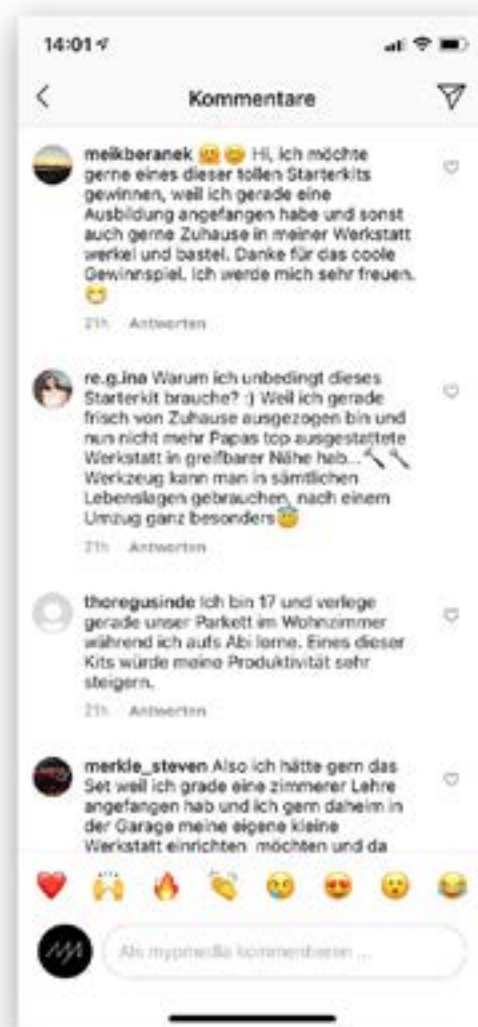 14:01
Kommentare
meikberanek 😊 😊 Hi, ich möchte
gerne eines dieser tollen Starterkits
gewinnen, weil ich gerade eine
Ausbildung angefangen habe und sonst
auch gerne Zuhause in meiner Werkstatt
werkel und bastel. Danke für das coole
Gewinnspiel. Ich werde mich sehr freuen.
😁
21h Antworten
re.g.ina Warum ich unbedingt dieses
Starterkit brauche? :) Weil ich gerade
frisch von Zuhause ausgezogen bin und
nun nicht mehr Papas top ausgestattete
Werkstatt in greifbarer Nähe hab... 🔨🔧
Werkzeug kann man in sämtlichen
Lebenslagen gebrauchen, nach einem
Umzug ganz besonders 😇
21h Antworten
thoregusinde Ich bin 17 und verlege
gerade unser Parkett im Wohnzimmer
während ich aufs Abi lerne. Eines dieser
Kits würde meine Produktivität sehr
steigern.
21h Antworten
merkle_steven Also ich hätte gern das
Set weil ich grade eine zimmerer Lehre
angefangen hab und ich gern daheim in
der Garage meine eigene kleine
Werkstatt einrichten möchten und da
Als mypmedia kommentieren ...